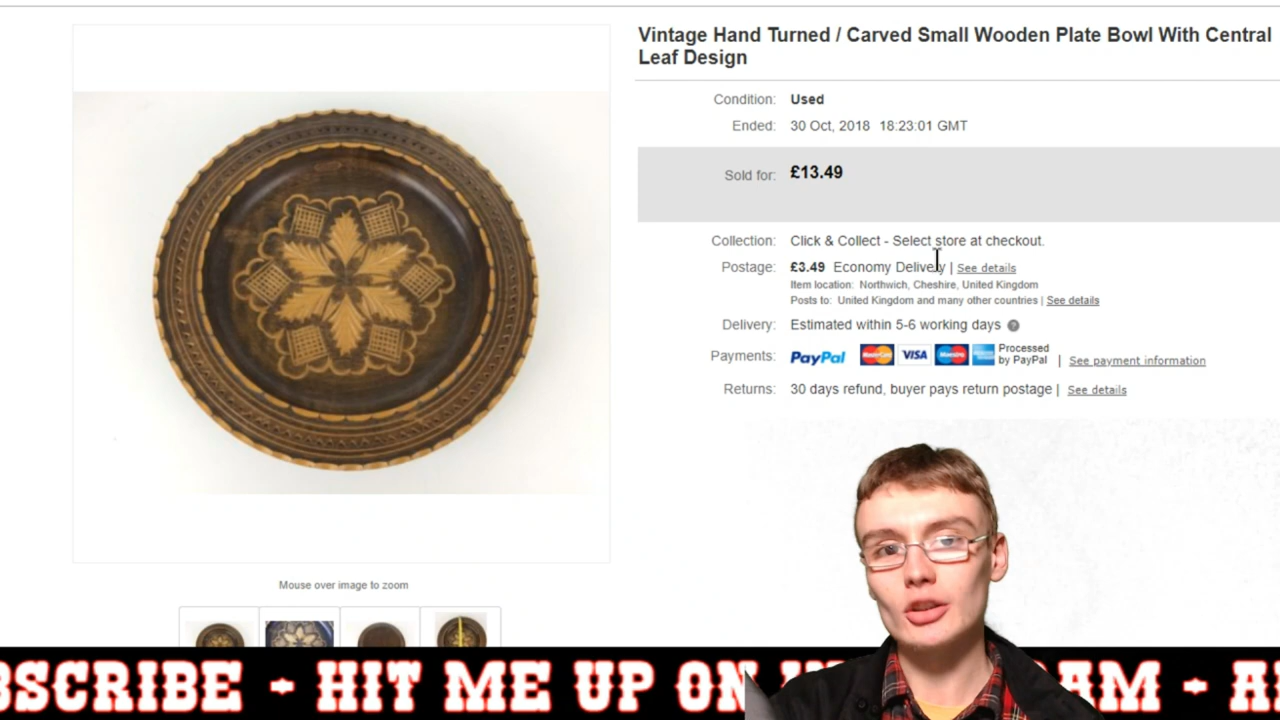 Vintage Hand Turned / Carved Small Wooden Plate Bowl With Central
Leaf Design
Condition: Used
Ended: 30 Oct, 2018 18:23:01 GMT
Sold for: £13.49
Collection: Click & Collect - Select store at checkout.
Postage: £3.49 Economy Delivery | See details
Item location: Northwich, Cheshire, United Kingdom
Posts to: United Kingdom and many other countries | See details
Delivery: Estimated within 5-6 working days
Payments: PayPal MasterCard VISA Maestro Processed
by PayPal | See payment information
Returns: 30 days refund, buyer pays return postage | See details
Mouse over image to zoom
BSCRIBE - HIT ME UP ON AM - A